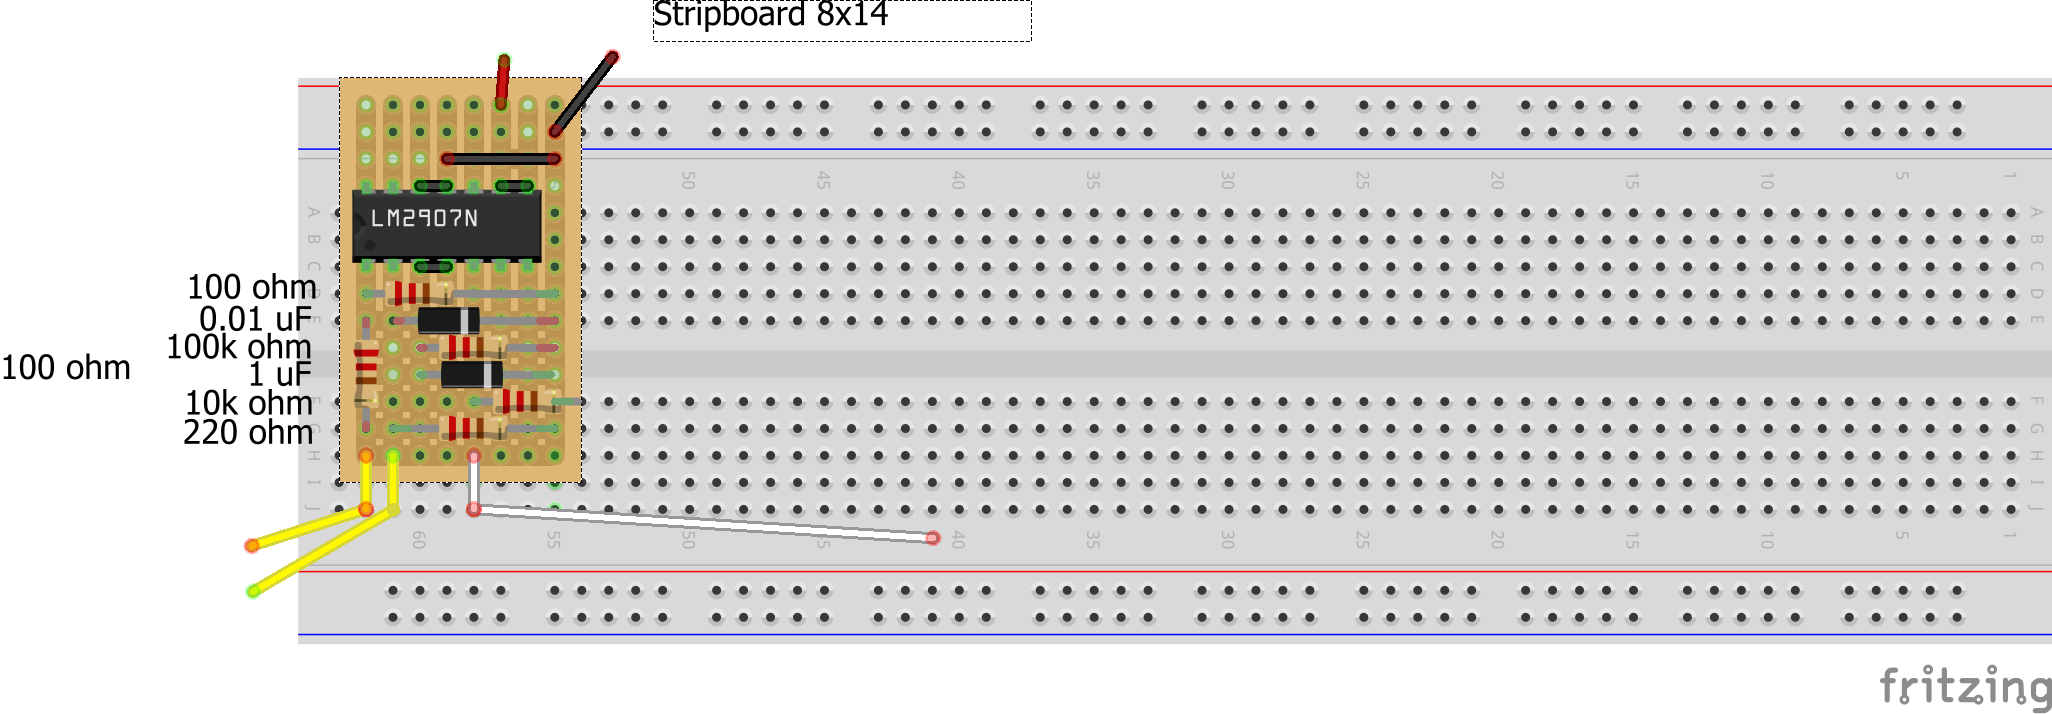 Stripboard 8x14
50 45 40 35 30 25 20 15 10 5 1
LM2907N
A A
B B
C C
D
E
100 ohm
0.01 uF
100k ohm
100 ohm
1 uF
10k ohm
220 ohm
F
G
H H
I I
J J
60 55 50 45 40 35 30 25 20 15 10 5 1
fritzing